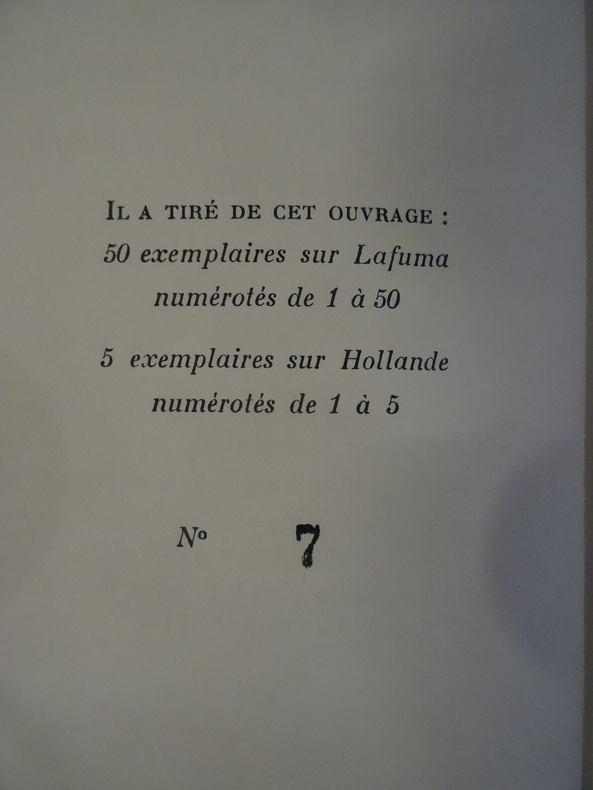 IL A TIRÉ DE CET OUVRAGE :
50 exemplaires sur Lafuma
numérotés de 1 à 50
5 exemplaires sur Hollande
numérotés de 1 à 5
Nº 7